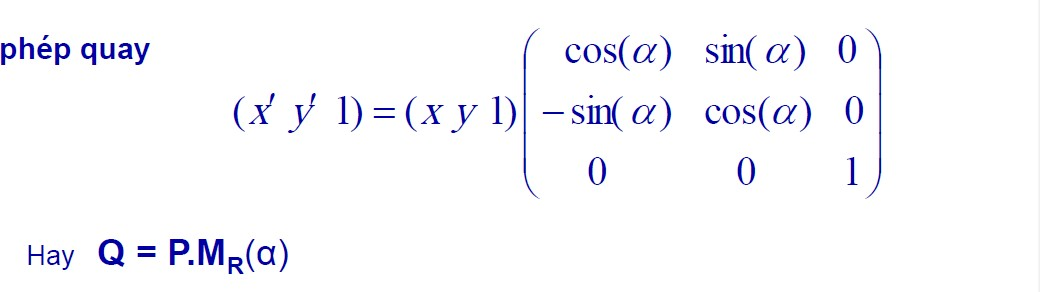 phép quay
cos(α) sin(α) 0
(x' y' 1) = (x y 1) − sin(α) cos(α) 0
0 0 1
Hay Q = P.M_R(α)